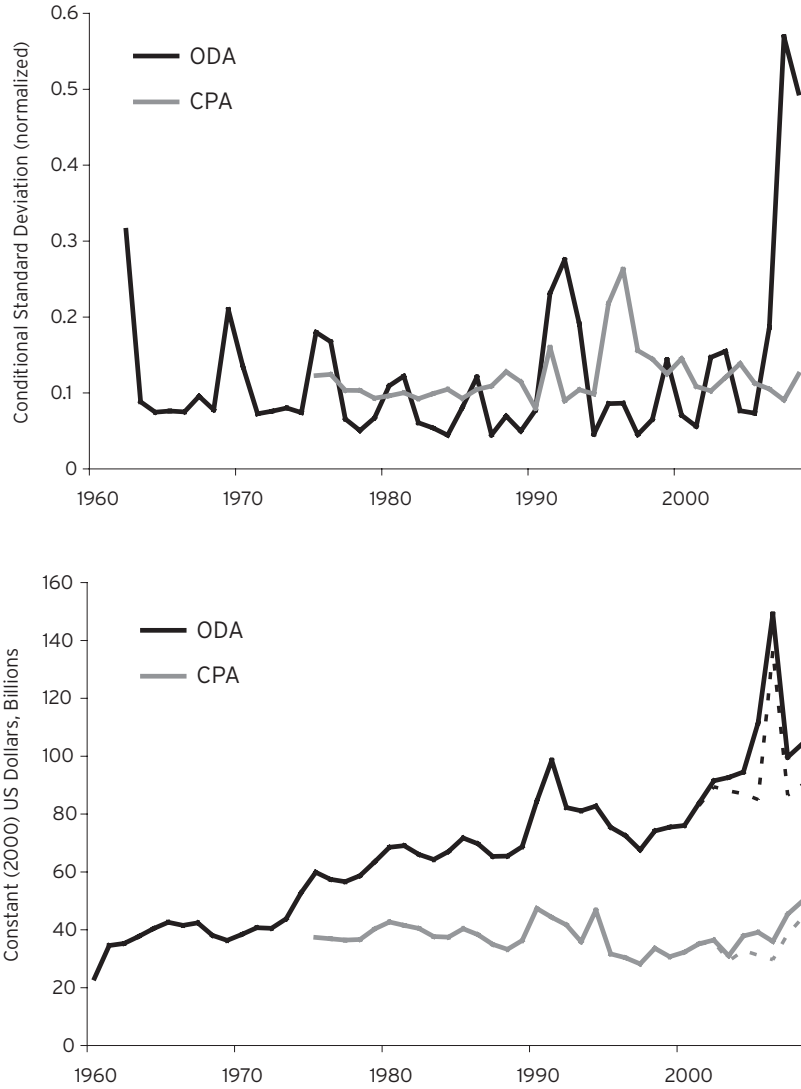 0.6
ODA
Conditional Standard Deviation (normalized)
0.5
CPA
0.4
0.3
0.2
0.1
0
1960 1970 1980 1990 2000
160
ODA
140
Constant (2000) US Dollars, Billions
CPA
120
100
80
60
40
20
0
1960 1970 1980 1990 2000